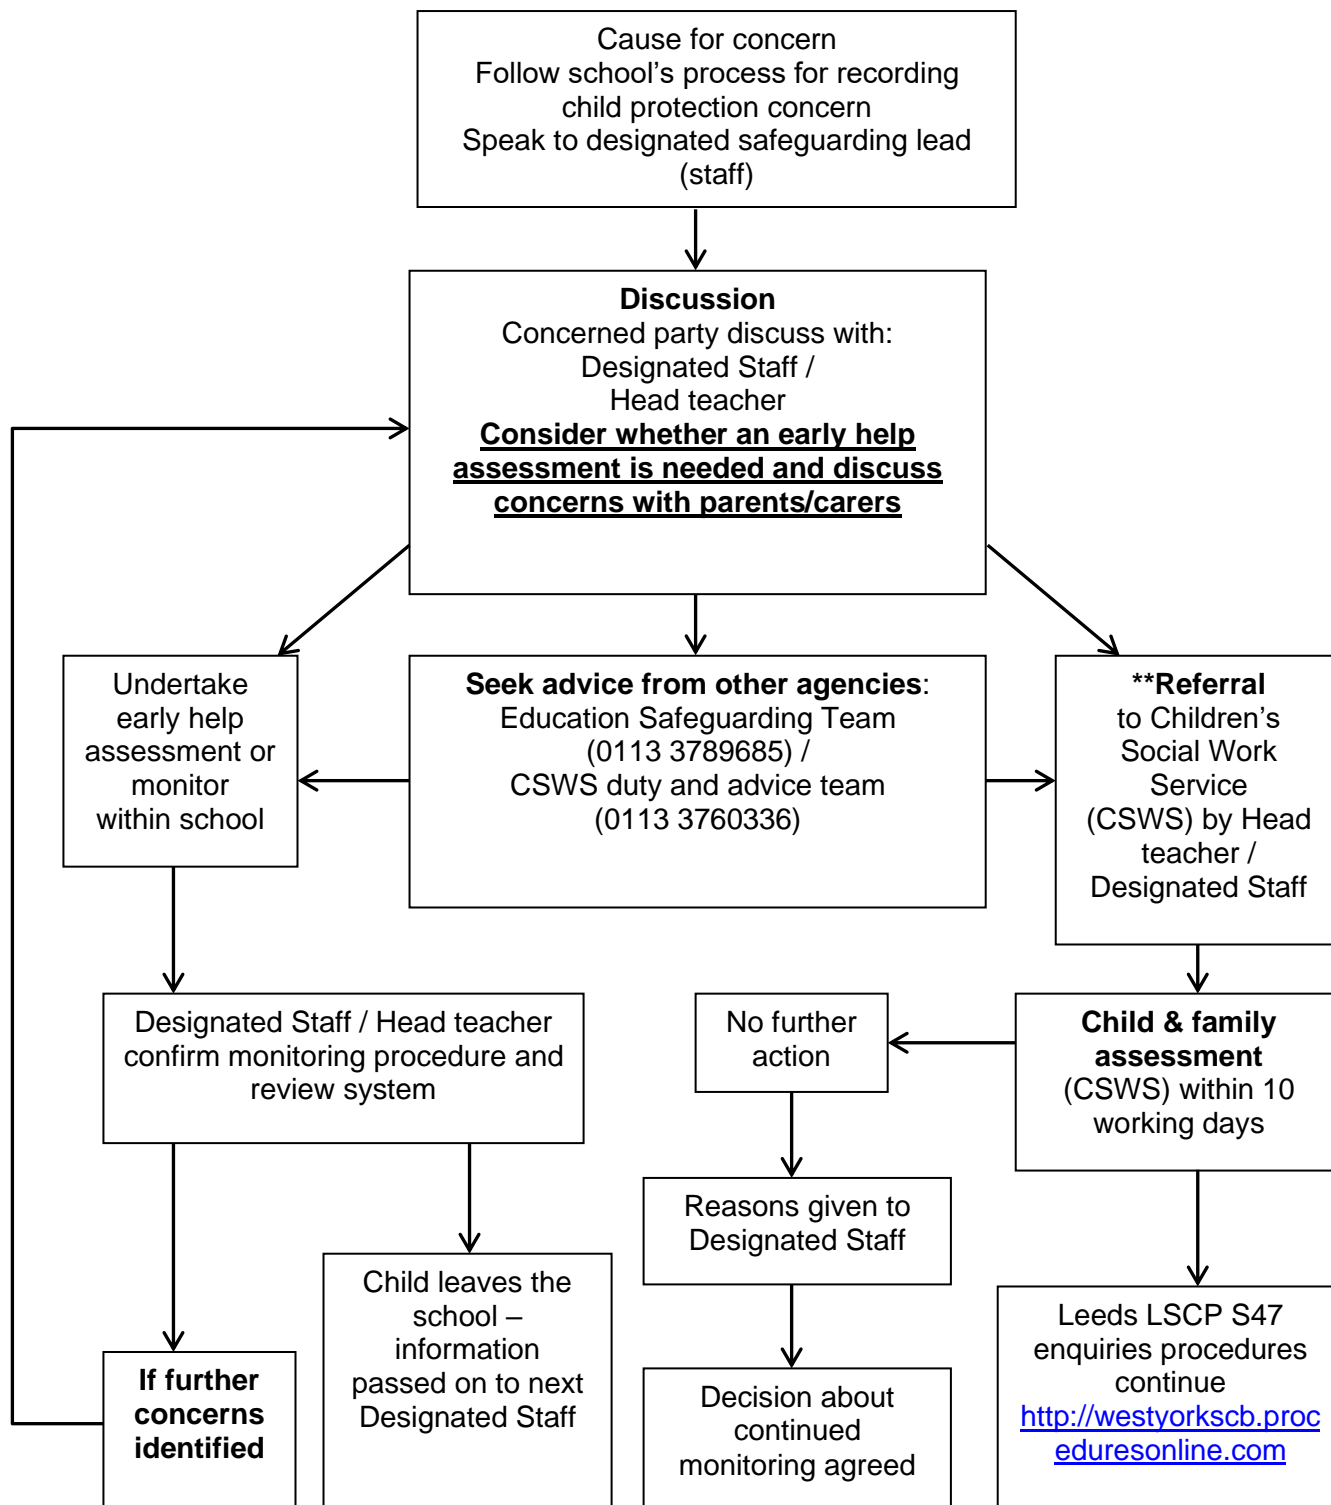 Cause for concern
Follow school’s process for recording
child protection concern
Speak to designated safeguarding lead
(staff)
Discussion
Concerned party discuss with:
Designated Staff /
Head teacher
Consider whether an early help
assessment is needed and discuss
concerns with parents/carers
Undertake
early help
assessment or
monitor
within school
Seek advice from other agencies:
Education Safeguarding Team
(0113 3789685) /
CSWS duty and advice team
(0113 3760336)
**Referral
to Children’s
Social Work
Service
(CSWS) by Head
teacher /
Designated Staff
Designated Staff / Head teacher
confirm monitoring procedure and
review system
No further
action
Child & family
assessment
(CSWS) within 10
working days
Reasons given to
Designated Staff
Child leaves the
school –
information
passed on to next
Designated Staff
Leeds LSCP S47
enquiries procedures
continue
http://westyorkscb.proc
eduresonline.com
If further
concerns
identified
Decision about
continued
monitoring agreed